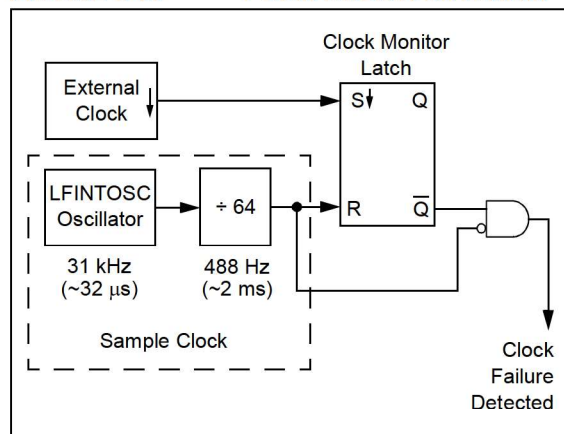 Clock Monitor
Latch
External
Clock
S Q
LFINTOSC
Oscillator
÷ 64
R Q̅
31 kHz
(~32 μs)
488 Hz
(~2 ms)
Sample Clock
Clock
Failure
Detected